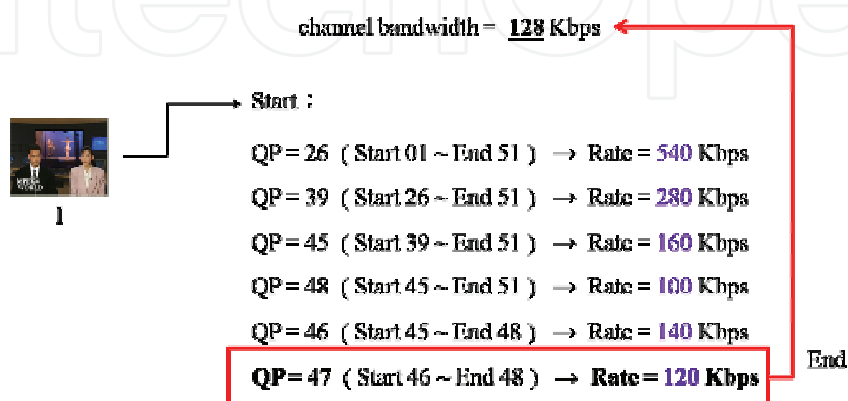 channel bandwidth = 128 Kbps
Start :
QP = 26 ( Start 01 ~ End 51 ) → Rate = 540 Kbps
QP = 39 ( Start 26 ~ End 51 ) → Rate = 280 Kbps
1
QP = 45 ( Start 39 ~ End 51 ) → Rate = 160 Kbps
QP = 48 ( Start 45 ~ End 51 ) → Rate = 100 Kbps
QP = 46 ( Start 45 ~ End 48 ) → Rate = 140 Kbps
End
QP = 47 ( Start 46 ~ End 48 ) → Rate = 120 Kbps
WORLD